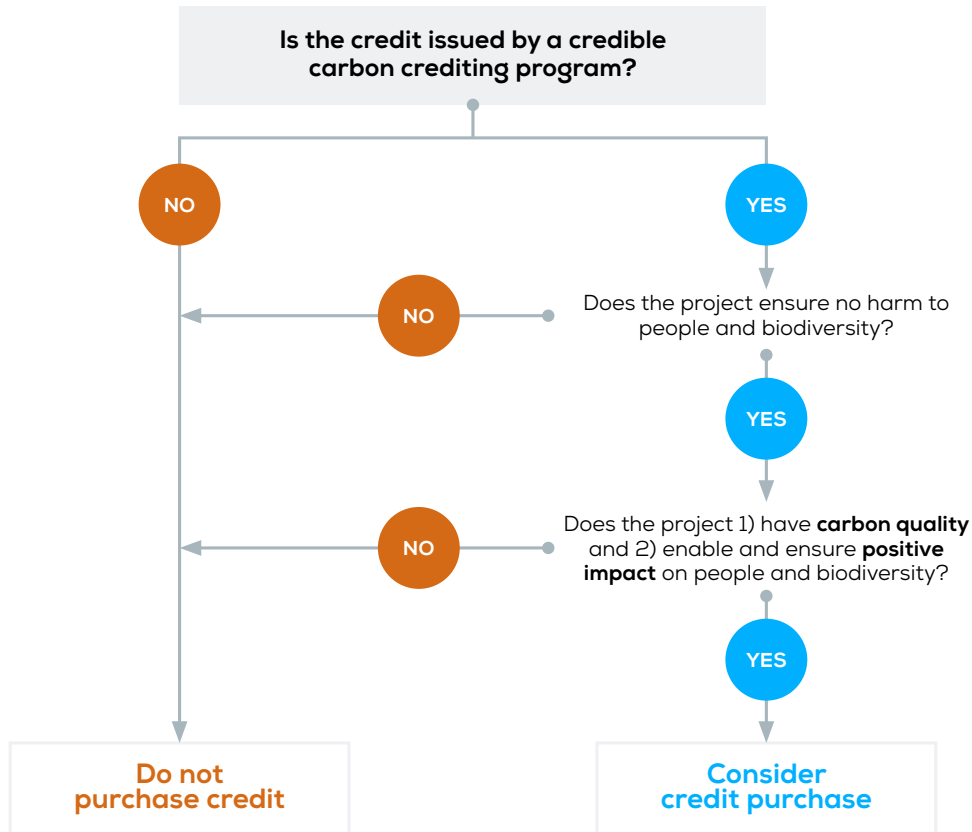 Is the credit issued by a credible
carbon crediting program?
NO
YES
NO
Does the project ensure no harm to
people and biodiversity?
YES
NO
Does the project 1) have carbon quality
and 2) enable and ensure positive
impact on people and biodiversity?
YES
Do not
purchase credit
Consider
credit purchase